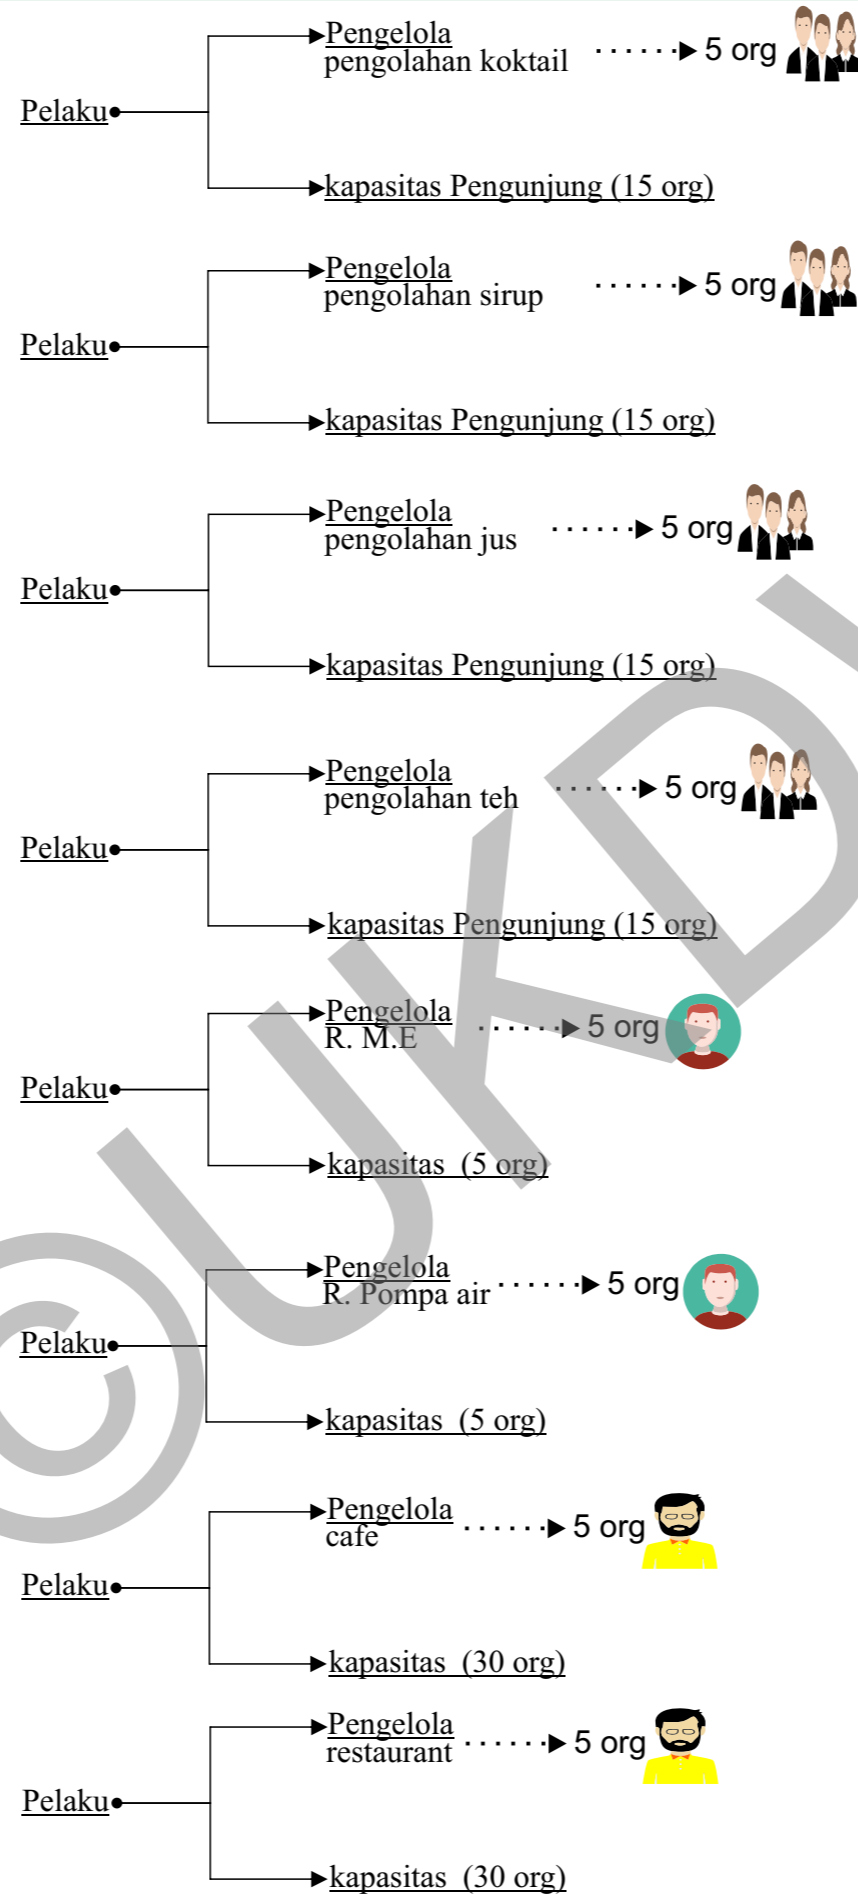 Pengelola
pengolahan koktail
5 org
Pelaku
kapasitas Pengunjung (15 org)
Pengelola
pengolahan sirup
5 org
Pelaku
kapasitas Pengunjung (15 org)
Pengelola
pengolahan jus
5 org
Pelaku
kapasitas Pengunjung (15 org)
Pengelola
pengolahan teh
5 org
Pelaku
kapasitas Pengunjung (15 org)
Pengelola
R. M.E
5 org
Pelaku
kapasitas (5 org)
Pengelola
R. Pompa air
5 org
Pelaku
kapasitas (5 org)
Pengelola
cafe
5 org
Pelaku
kapasitas (30 org)
Pengelola
restaurant
5 org
Pelaku
kapasitas (30 org)
©UKDW